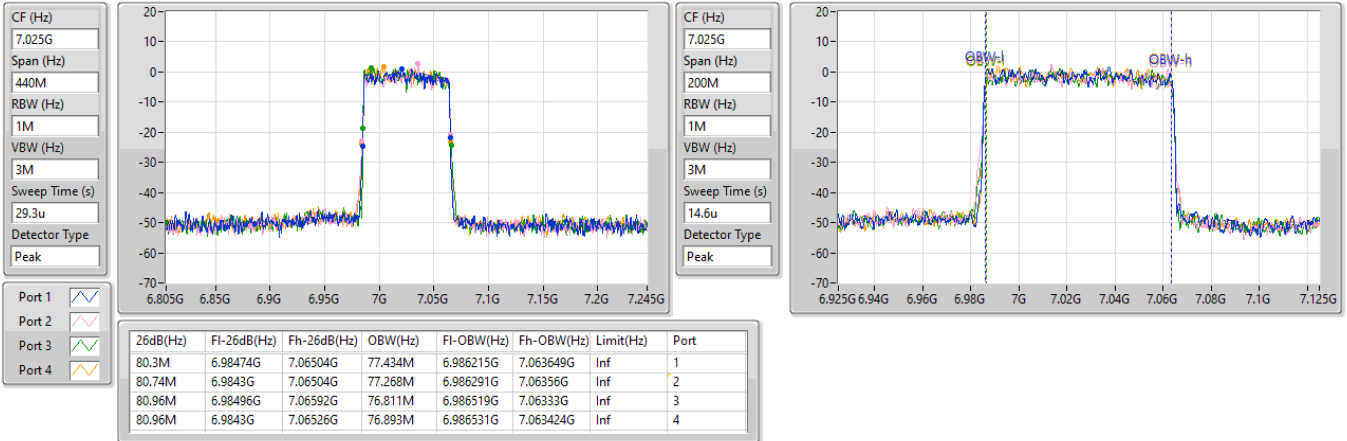 CF (Hz)
7.025G
Span (Hz)
440M
RBW (Hz)
1M
VBW (Hz)
3M
Sweep Time (s)
29.3u
Detector Type
Peak
20
10
0
-10
-20
-30
-40
-50
-60
-70
6.805G 6.85G 6.9G 6.95G 7G 7.05G 7.1G 7.15G 7.2G 7.245G
CF (Hz)
7.025G
Span (Hz)
200M
RBW (Hz)
1M
VBW (Hz)
3M
Sweep Time (s)
14.6u
Detector Type
Peak
20
10
0
-10
-20
-30
-40
-50
-60
-70
OBW-l OBW-h
6.925G 6.94G 6.96G 6.98G 7G 7.02G 7.04G 7.06G 7.08G 7.1G 7.125G
Port 1
Port 2
Port 3
Port 4
26dB(Hz) Fl-26dB(Hz) Fh-26dB(Hz) OBW(Hz) Fl-OBW(Hz) Fh-OBW(Hz) Limit(Hz) Port
80.3M 6.98474G 7.06504G 77.434M 6.986215G 7.063649G Inf 1
80.74M 6.9843G 7.06504G 77.268M 6.986291G 7.06356G Inf 2
80.96M 6.98496G 7.06592G 76.811M 6.986519G 7.06333G Inf 3
80.96M 6.9843G 7.06526G 76.893M 6.986531G 7.063424G Inf 4